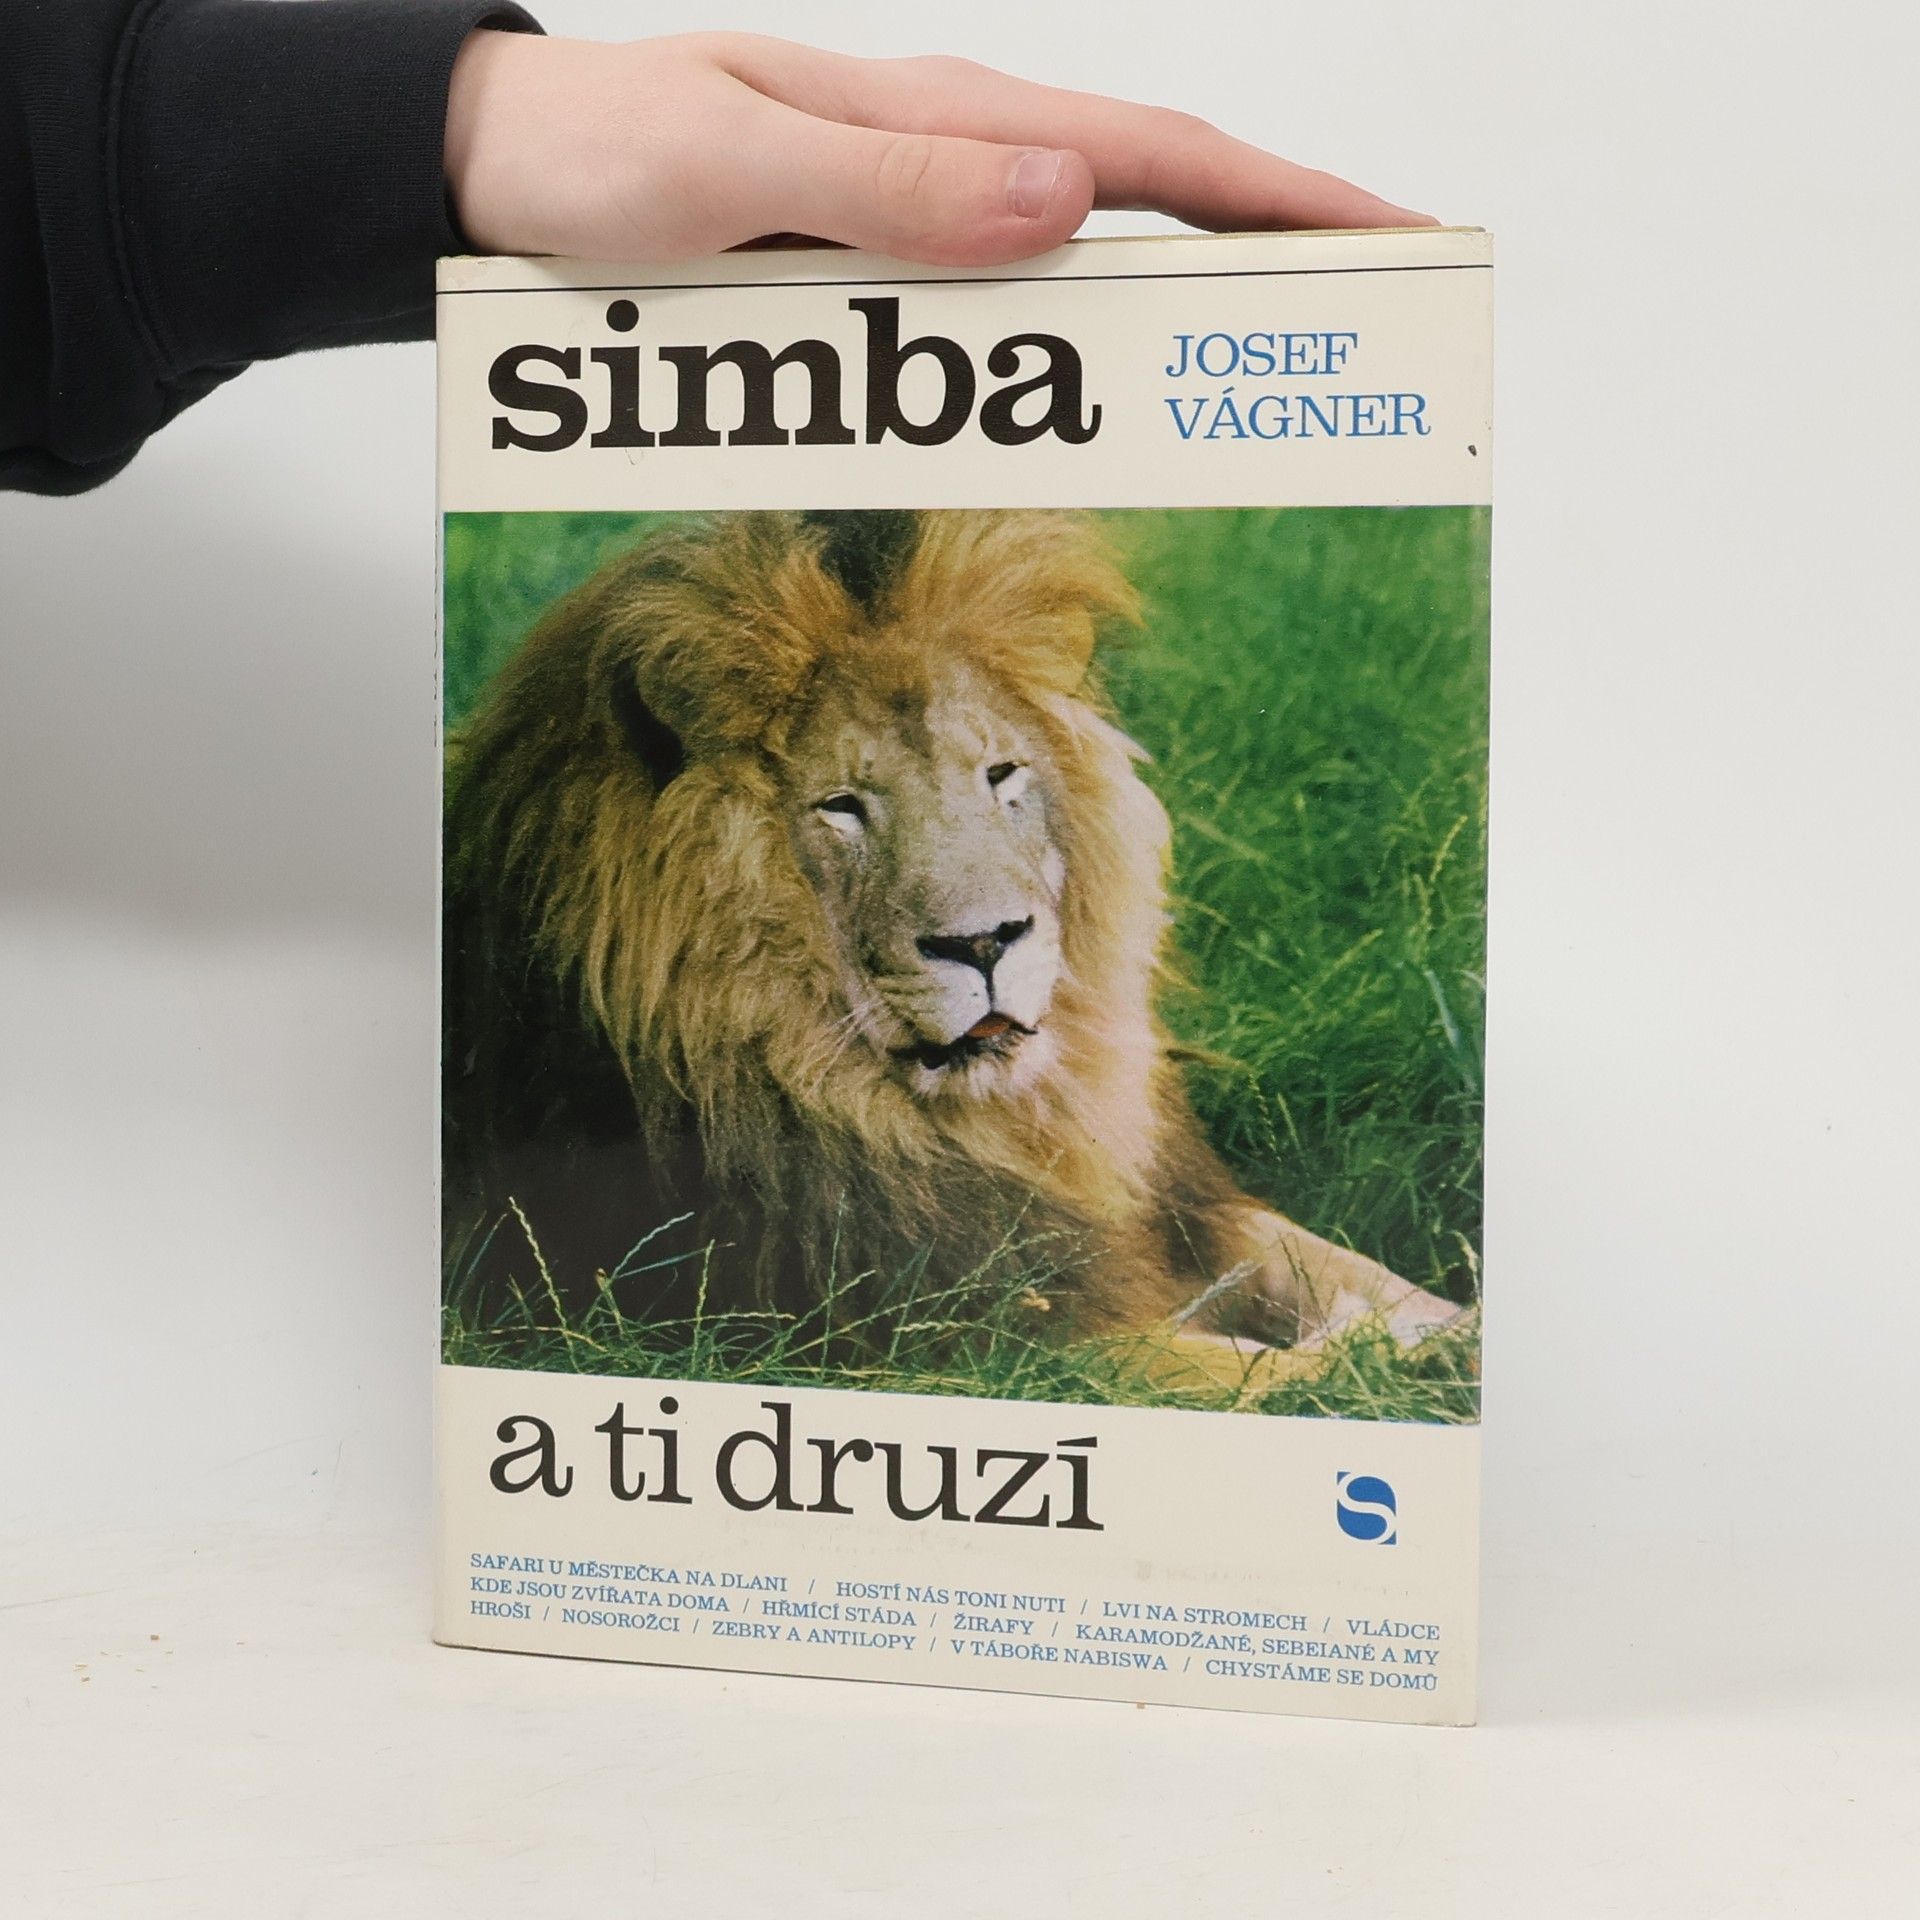 simba
JOSEF
VÁGNER
a ti druzí
S
SAFARI U MĚSTEČKA NA DLANI / HOSTÍ NÁS TONI NUTI / LVI NA STROMECH / VLÁDCE
KDE JSOU ZVÍŘATA DOMA / HŘMÍCÍ STÁDA / ŽIRAFY / KARAMODŽANÉ, SEBEIANÉ A MY
HROŠI / NOSOROŽCI / ZEBRY A ANTILOPY / V TÁBOŘE NABISWA / CHYSTÁME SE DOMŮ